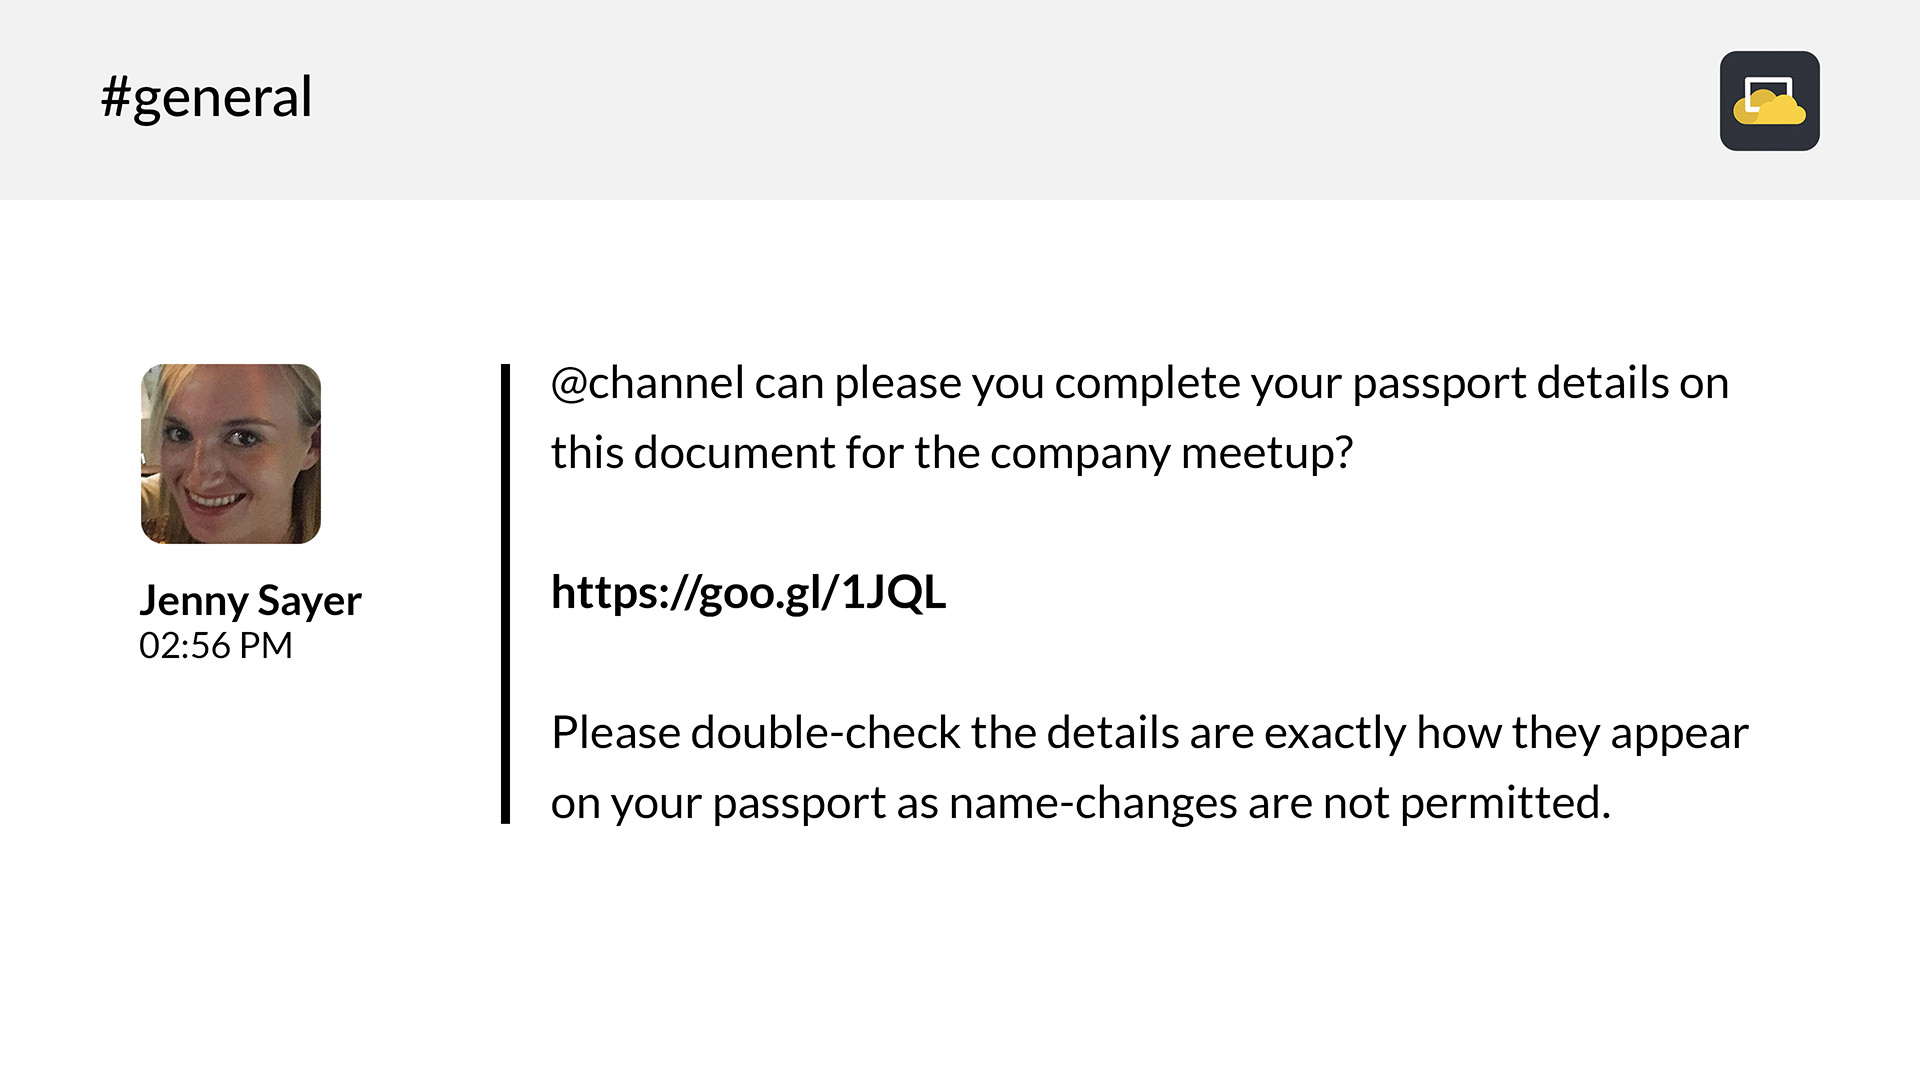 #general
Jenny Sayer
02:56 PM
@channel can please you complete your passport details on
this document for the company meetup?
https://goo.gl/1JQL
Please double-check the details are exactly how they appear
on your passport as name-changes are not permitted.